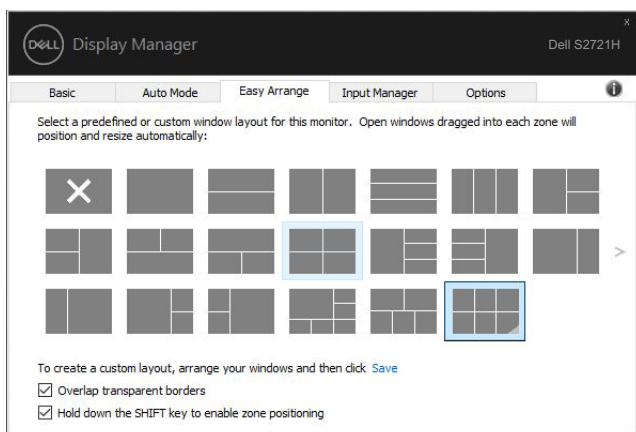 x
DELL Display Manager
Dell S2721H
Basic Auto Mode Easy Arrange Input Manager Options
Select a predefined or custom window layout for this monitor. Open windows dragged into each zone will
position and resize automatically:
To create a custom layout, arrange your windows and then click Save
Overlap transparent borders
Hold down the SHIFT key to enable zone positioning